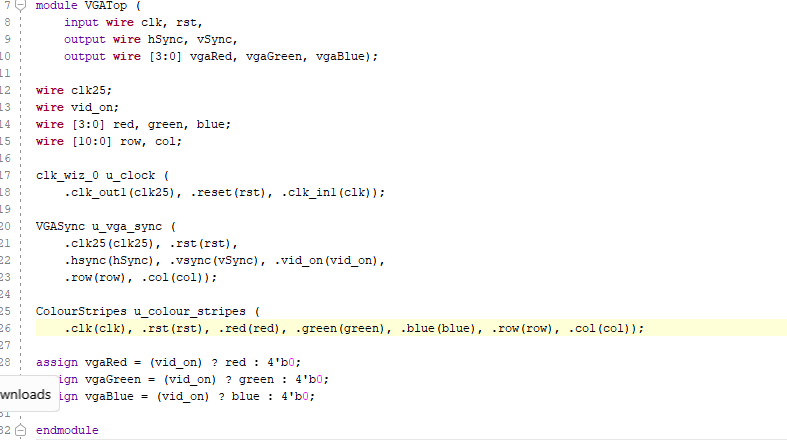 7 module VGATop (
8 input wire clk, rst,
9 output wire hSync, vSync,
10 output wire [3:0] vgaRed, vgaGreen, vgaBlue);
11
12 wire clk25;
13 wire vid_on;
14 wire [3:0] red, green, blue;
15 wire [10:0] row, col;
16
17 clk_wiz_0 u_clock (
18 .clk_out1(clk25), .reset(rst), .clk_in1(clk));
19
20 VGASync u_vga_sync (
21 .clk25(clk25), .rst(rst),
22 .hsync(hSync), .vsync(vSync), .vid_on(vid_on),
23 .row(row), .col(col));
24
25 ColourStripes u_colour_stripes (
26 .clk(clk), .rst(rst), .red(red), .green(green), .blue(blue), .row(row), .col(col));
27
28 assign vgaRed = (vid_on) ? red : 4'b0;
ign vgaGreen = (vid_on) ? green : 4'b0;
wnloads ign vgaBlue = (vid_on) ? blue : 4'b0;
31
32 endmodule